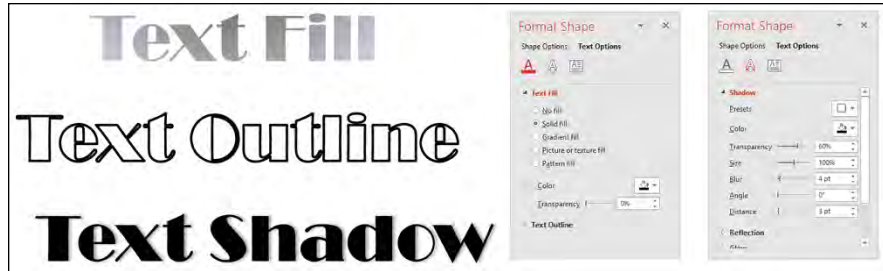 Text Fill
Text Outline
Text Shadow
Format Shape
Shape Options Text Options
Text Fill
No fill
Solid fill
Gradient fill
Picture or texture fill
Pattern fill
Color
Transparency 0%
Text Outline
Format Shape
Shape Options Text Options
Shadow
Presets
Color
Transparency 60%
Size 100%
Blur 4 pt
Angle 0°
Distance 3 pt
Reflection